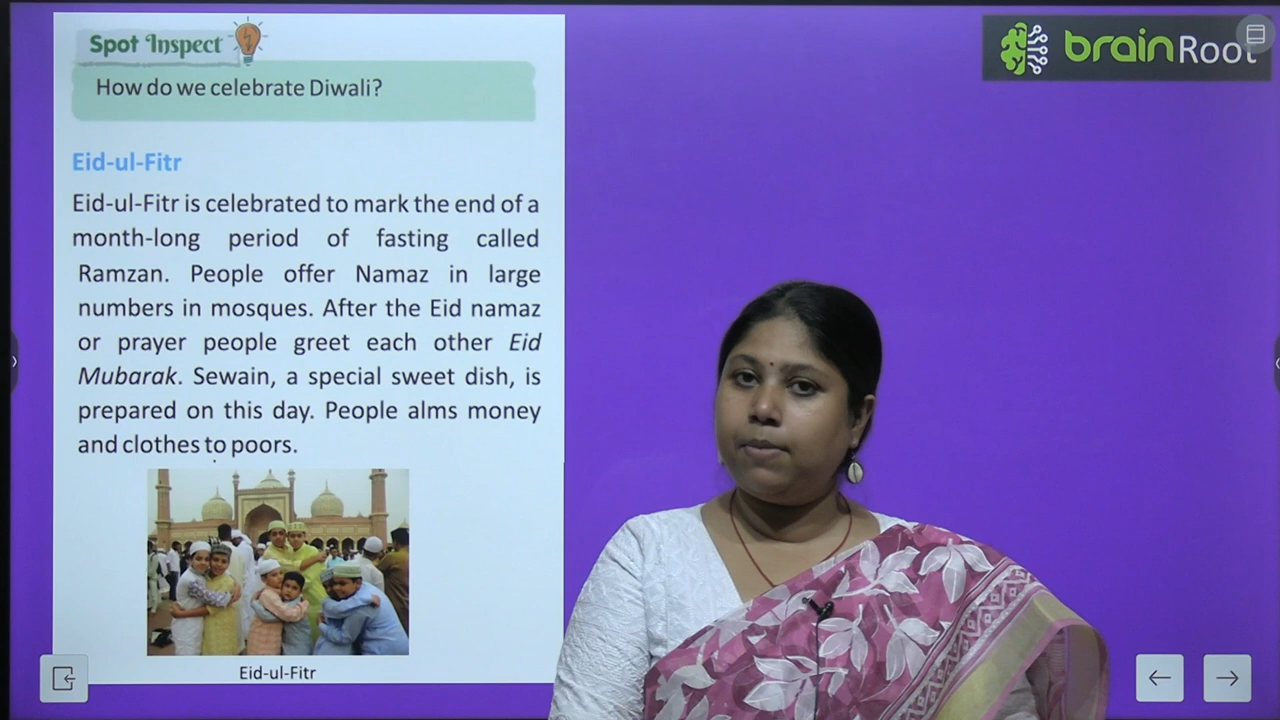 Spot Inspect
How do we celebrate Diwali?
brainRoot
Eid-ul-Fitr
Eid-ul-Fitr is celebrated to mark the end of a
month-long period of fasting called
Ramzan. People offer Namaz in large
numbers in mosques. After the Eid namaz
or prayer people greet each other Eid
Mubarak. Sewain, a special sweet dish, is
prepared on this day. People alms money
and clothes to poors.
Eid-ul-Fitr